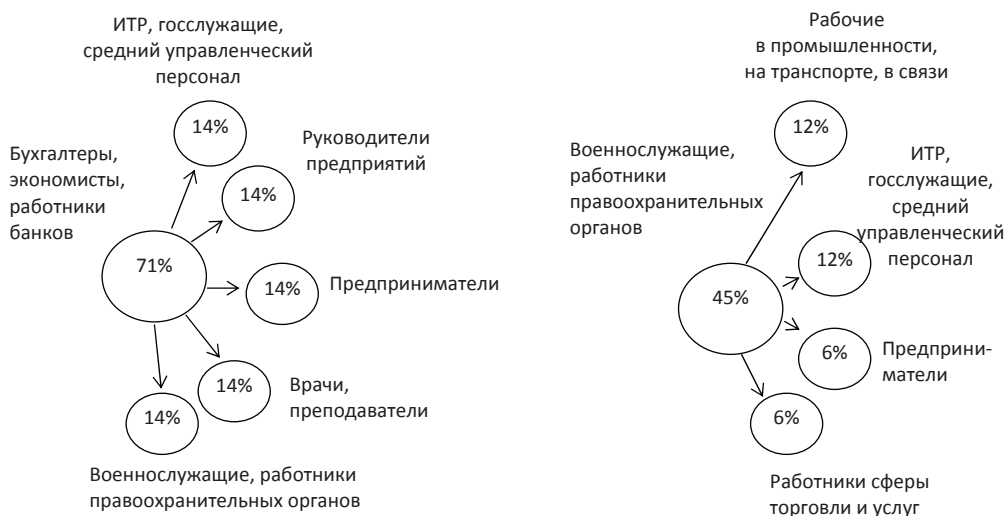 ИТР, госслужащие,
средний управленческий
персонал
14%
Руководители
предприятий
14%
Бухгалтеры,
экономисты,
работники
банков
71%
14%
Предприниматели
14%
Врачи,
преподаватели
14%
Военнослужащие, работники
правоохранительных органов
Рабочие
в промышленности,
на транспорте, в связи
12%
Военнослужащие,
работники
правоохранительных
органов
ИТР,
госслужащие,
средний
управленческий
персонал
12%
45%
6%
Предприни-
матели
6%
Работники сферы
торговли и услуг